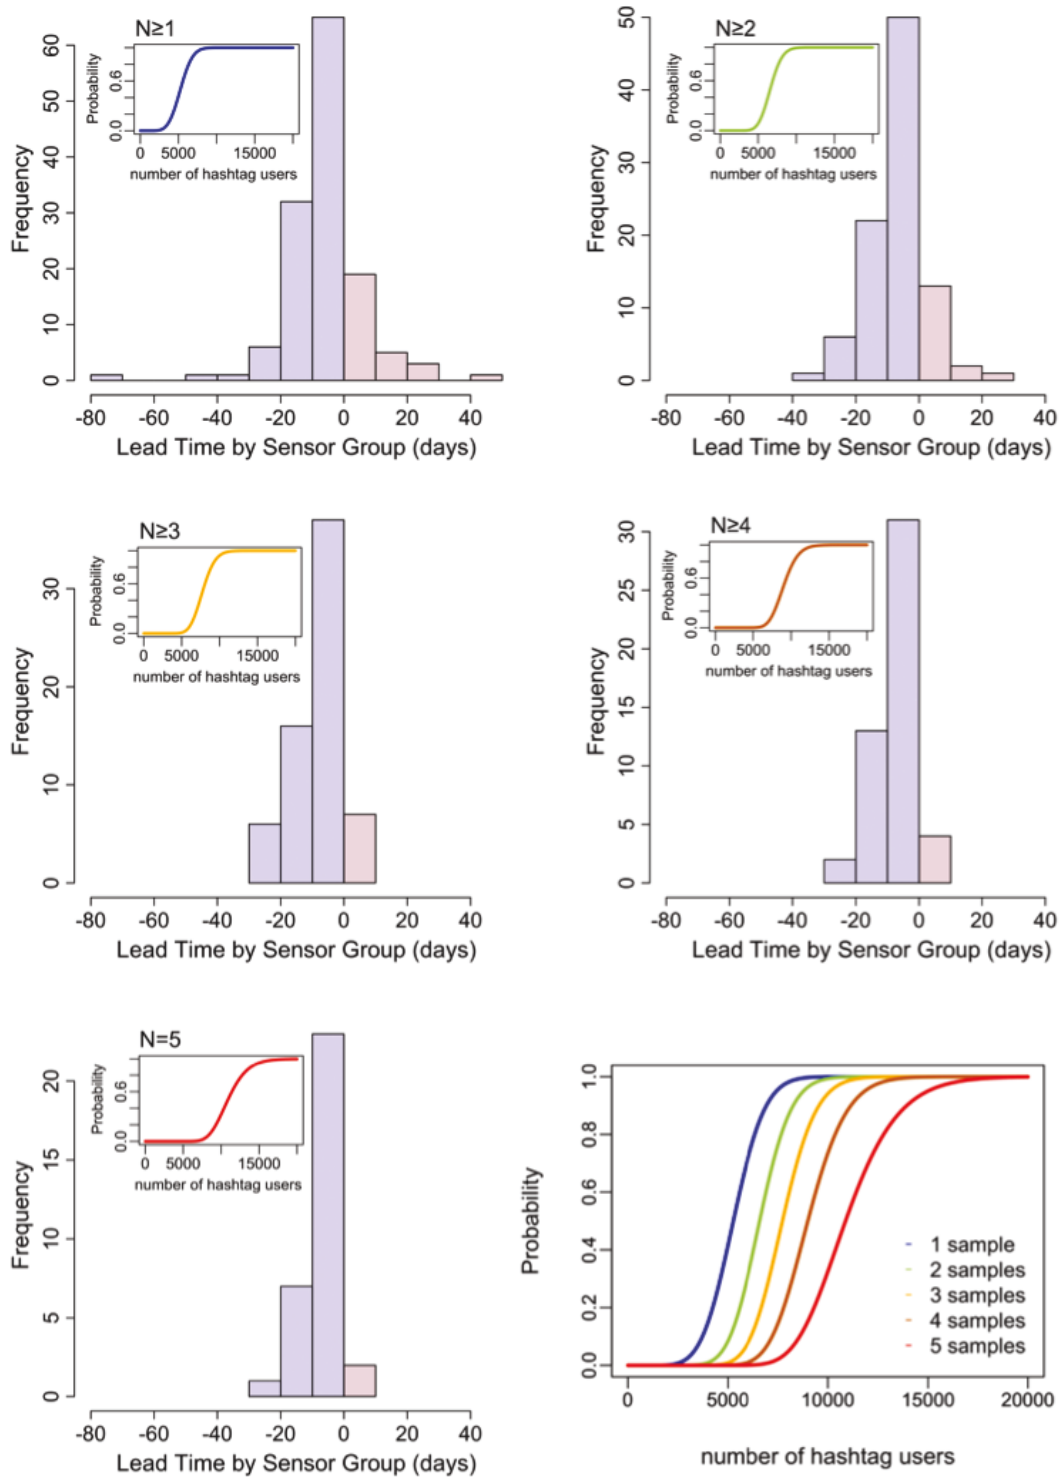 N≥1
Probability
0.0 0.6
0 5000 15000
number of hashtag users
Frequency
0 10 20 30 40 50 60
-80 -60 -40 -20 0 20 40
Lead Time by Sensor Group (days)
N≥2
Probability
0.0 0.6
0 5000 15000
number of hashtag users
Frequency
0 10 20 30 40 50
-80 -60 -40 -20 0 20 40
Lead Time by Sensor Group (days)
N≥3
Probability
0.0 0.6
0 5000 15000
number of hashtag users
Frequency
0 10 20 30
-80 -60 -40 -20 0 20 40
Lead Time by Sensor Group (days)
N≥4
Probability
0.0 0.6
0 5000 15000
number of hashtag users
Frequency
0 5 10 15 20 25 30
-80 -60 -40 -20 0 20 40
Lead Time by Sensor Group (days)
N=5
Probability
0.0 0.6
0 5000 15000
number of hashtag users
Frequency
0 5 10 15 20
-80 -60 -40 -20 0 20 40
Lead Time by Sensor Group (days)
Probability
0.0 0.2 0.4 0.6 0.8 1.0
1 sample
2 samples
3 samples
4 samples
5 samples
0 5000 10000 15000 20000
number of hashtag users